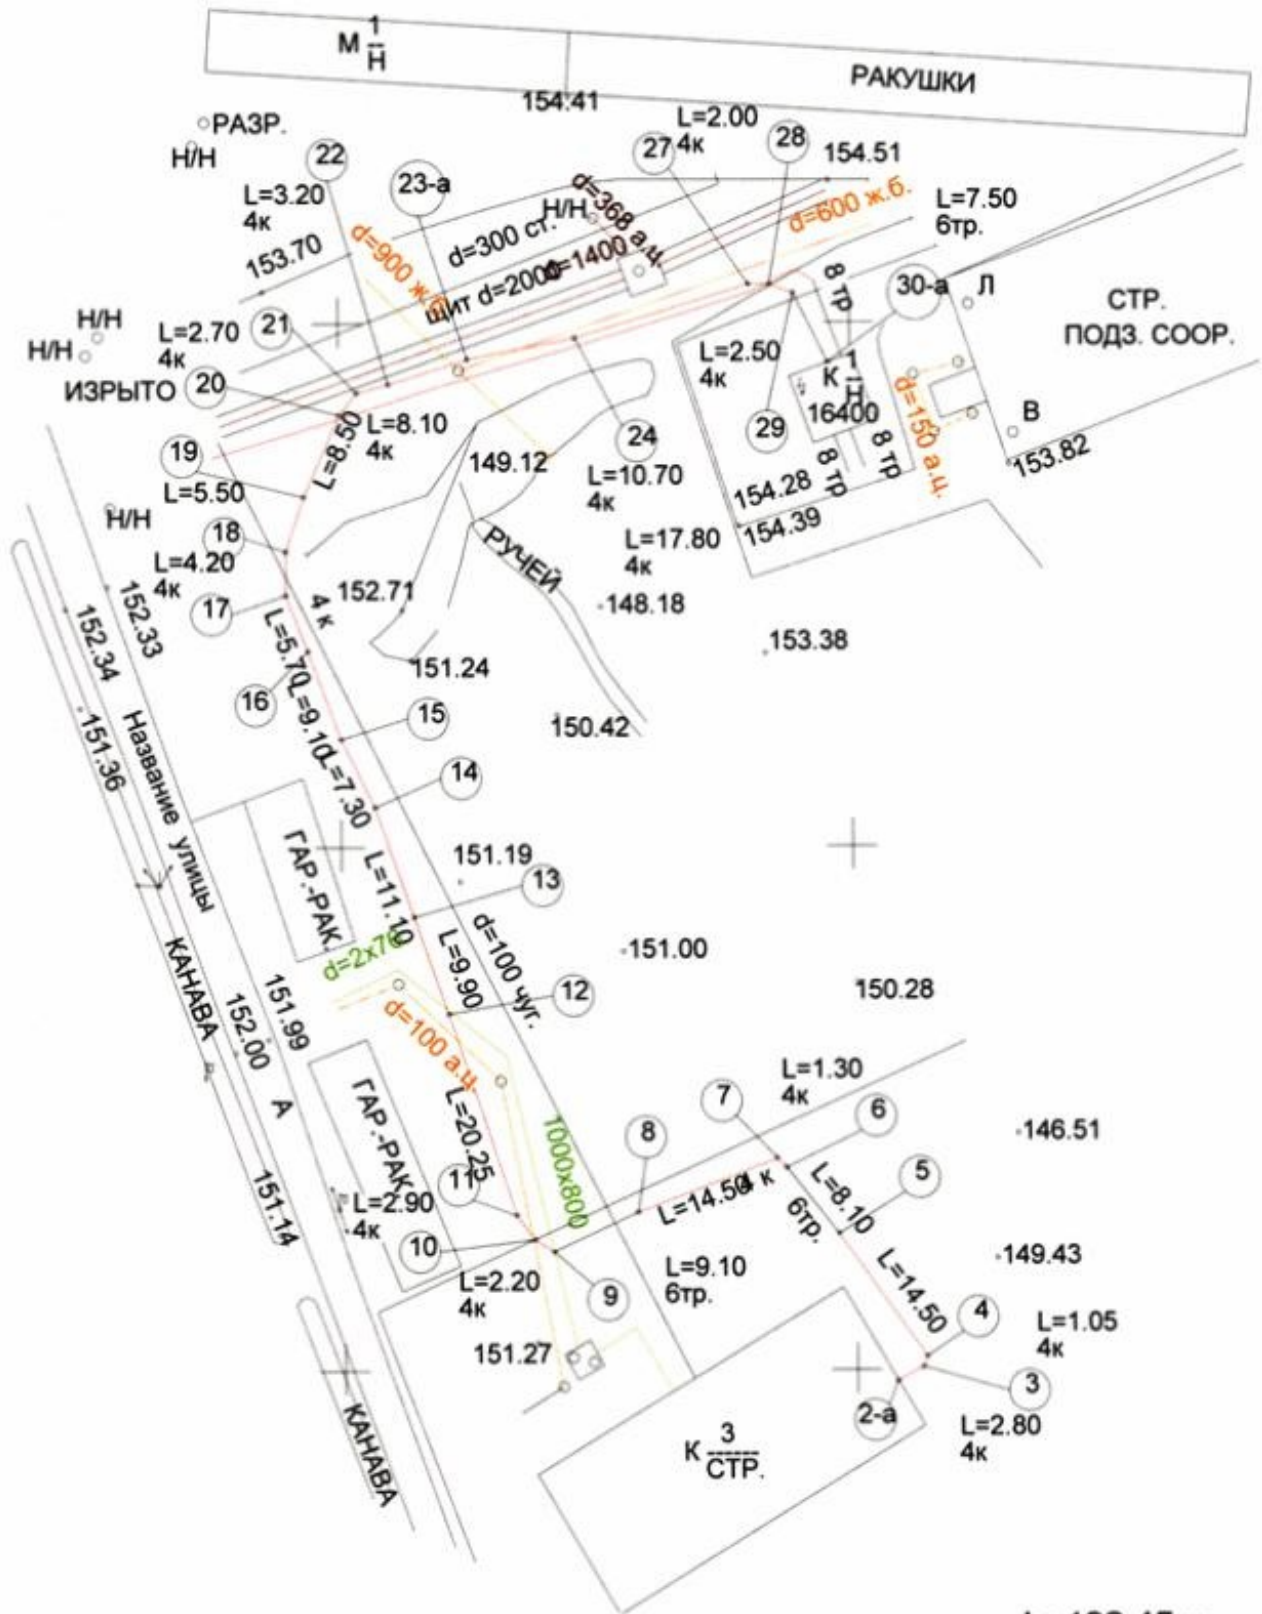 М 1
Н
РАКУШКИ
154.41
РАЗР.
Н/Н
22
23-а
27
L=2.00
4к
28
154.51
L=3.20
4к
Н/Н
d=368 а.ц.
d=600 ж.б.
L=7.50
6тр.
153.70
d=900 ж.б.
d=300 ст.
d=1400
щит d=2000
8 тр
30-а
Л
СТР.
ПОДЗ. СООР.
Н/Н
Н/Н
21
L=2.70
4к
ИЗРЫТО
20
L=2.50
4к
К 1
Н
16400
d=150 а.ц.
В
L=8.50
L=8.10
4к
24
29
19
L=5.50
149.12
L=10.70
4к
8 тр
8 тр
153.82
154.28
154.39
Н/Н
18
L=4.20
4к
РУЧЕЙ
L=17.80
4к
17
4 к
152.71
148.18
152.33
152.34
L=5.70
151.24
153.38
16
L=9.10
15
150.42
151.36
Название улицы
L=7.30
14
ГАР.-РАК.
L=11.10
151.19
13
d=2x76
L=9.90
d=100 чуг.
151.00
КАНАВА
152.00
151.99
12
150.28
d=100 а.ц.
А
ГАР.-РАК.
L=20.25
1000x800
7
L=1.30
4к
6
8
146.51
151.14
L=2.90
4к
11
L=14.50
4 к
6тр.
L=8.10
5
10
L=2.20
4к
9
L=9.10
6тр.
L=14.50
149.43
4
L=1.05
4к
151.27
3
2-а
L=2.80
4к
КАНАВА
К 3
СТР.